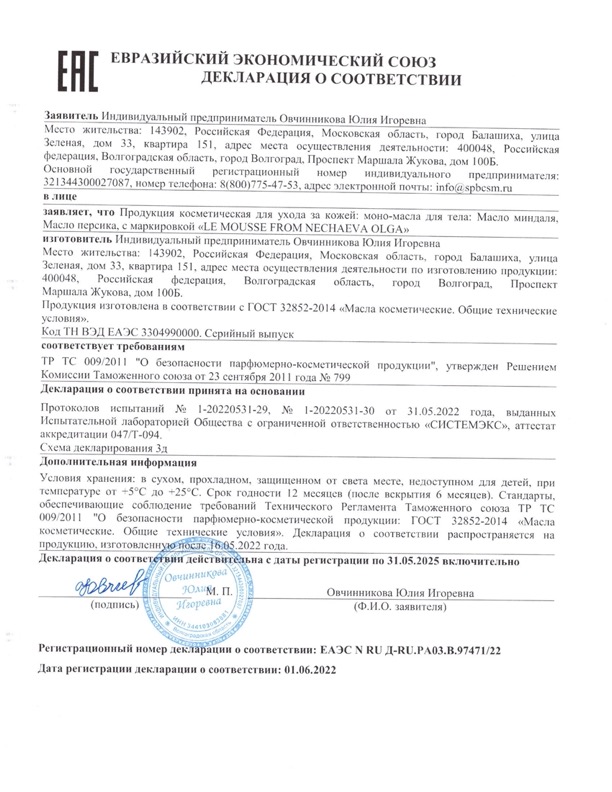 EAC
ЕВРАЗИЙСКИЙ ЭКОНОМИЧЕСКИЙ СОЮЗ
ДЕКЛАРАЦИЯ О СООТВЕТСТВИИ
Заявитель Индивидуальный предприниматель Овчинникова Юлия Игоревна
Место жительства: 143902, Российская Федерация, Московская область, город Балашиха, улица
Зеленая, дом 33, квартира 151, адрес места осуществления деятельности: 400048, Российская
федерация, Волгоградская область, город Волгоград, Проспект Маршала Жукова, дом 100Б.
Основной государственный регистрационный номер индивидуального предпринимателя:
321344300027087, номер телефона: 8(800)775-47-53, адрес электронной почты: info@spbcsm.ru
в лице
заявляет, что Продукция косметическая для ухода за кожей: моно-масла для тела: Масло миндаля,
Масло персика, с маркировкой «LE MOUSSE FROM NECHAEVA OLGA»
изготовитель Индивидуальный предприниматель Овчинникова Юлия Игоревна
Место жительства: 143902, Российская Федерация, Московская область, город Балашиха, улица
Зеленая, дом 33, квартира 151, адрес места осуществления деятельности по изготовлению продукции:
400048, Российская федерация, Волгоградская область, город Волгоград, Проспект
Маршала Жукова, дом 100Б.
Продукция изготовлена в соответствии с ГОСТ 32852-2014 «Масла косметические. Общие технические
условия».
Код ТН ВЭД ЕАЭС 3304990000. Серийный выпуск
соответствует требованиям
ТР ТС 009/2011 "О безопасности парфюмерно-косметической продукции", утвержден Решением
Комиссии Таможенного союза от 23 сентября 2011 года № 799
Декларация о соответствии принята на основании
Протоколов испытаний № 1-20220531-29, № 1-20220531-30 от 31.05.2022 года, выданных
Испытательной лабораторией Общества с ограниченной ответственностью «СИСТЕМЭКС», аттестат
аккредитации 047/Т-094.
Схема декларирования 3д
Дополнительная информация
Условия хранения: в сухом, прохладном, защищенном от света месте, недоступном для детей, при
температуре от +5°C до +25°C. Срок годности 12 месяцев (после вскрытия 6 месяцев). Стандарты,
обеспечивающие соблюдение требований Технического Регламента Таможенного союза ТР ТС
009/2011 "О безопасности парфюмерно-косметической продукции: ГОСТ 32852-2014 «Масла
косметические. Общие технические условия». Декларация о соответствии распространяется на
продукцию, изготовленную после 16.05.2022 года.
Декларация о соответствии действительна с даты регистрации по 31.05.2025 включительно
Овчинникова
Юлия
Игоревна
М. П.
Овчинникова Юлия Игоревна
(подпись)
(Ф.И.О. заявителя)
Регистрационный номер декларации о соответствии: ЕАЭС N RU Д-RU.РА03.В.97471/22
Дата регистрации декларации о соответствии: 01.06.2022